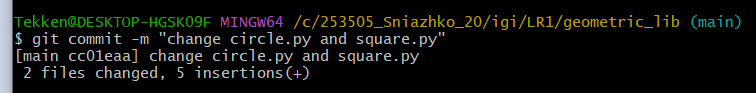 Tekken@DESKTOP-HGSK09F MINGW64 /c/253505_Sniazhko_20/igi/LR1/geometric_lib (main)
$ git commit -m "change circle.py and square.py"
[main cc01eaa] change circle.py and square.py
 2 files changed, 5 insertions(+)